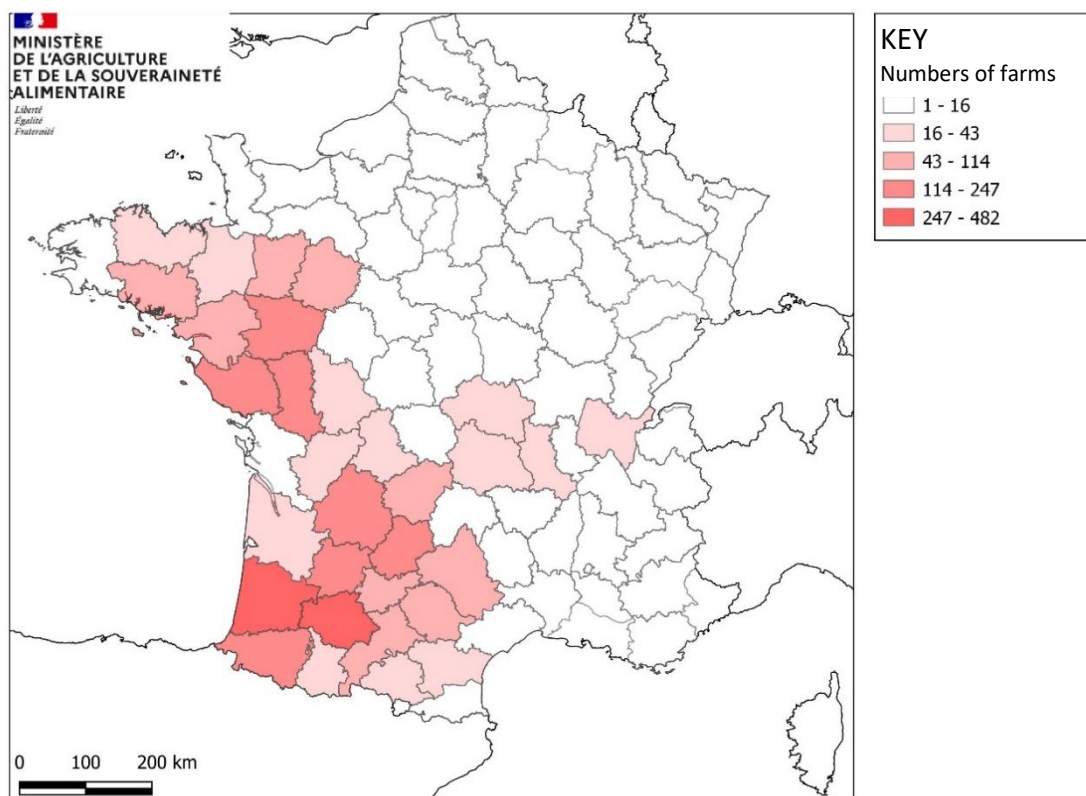 MINISTÈRE
DE L'AGRICULTURE
ET DE LA SOUVERAINETÉ
ALIMENTAIRE
Liberté
Égalité
Fraternité
KEY
Numbers of farms
1 - 16
16 - 43
43 - 114
114 - 247
247 - 482
0 100 200 km